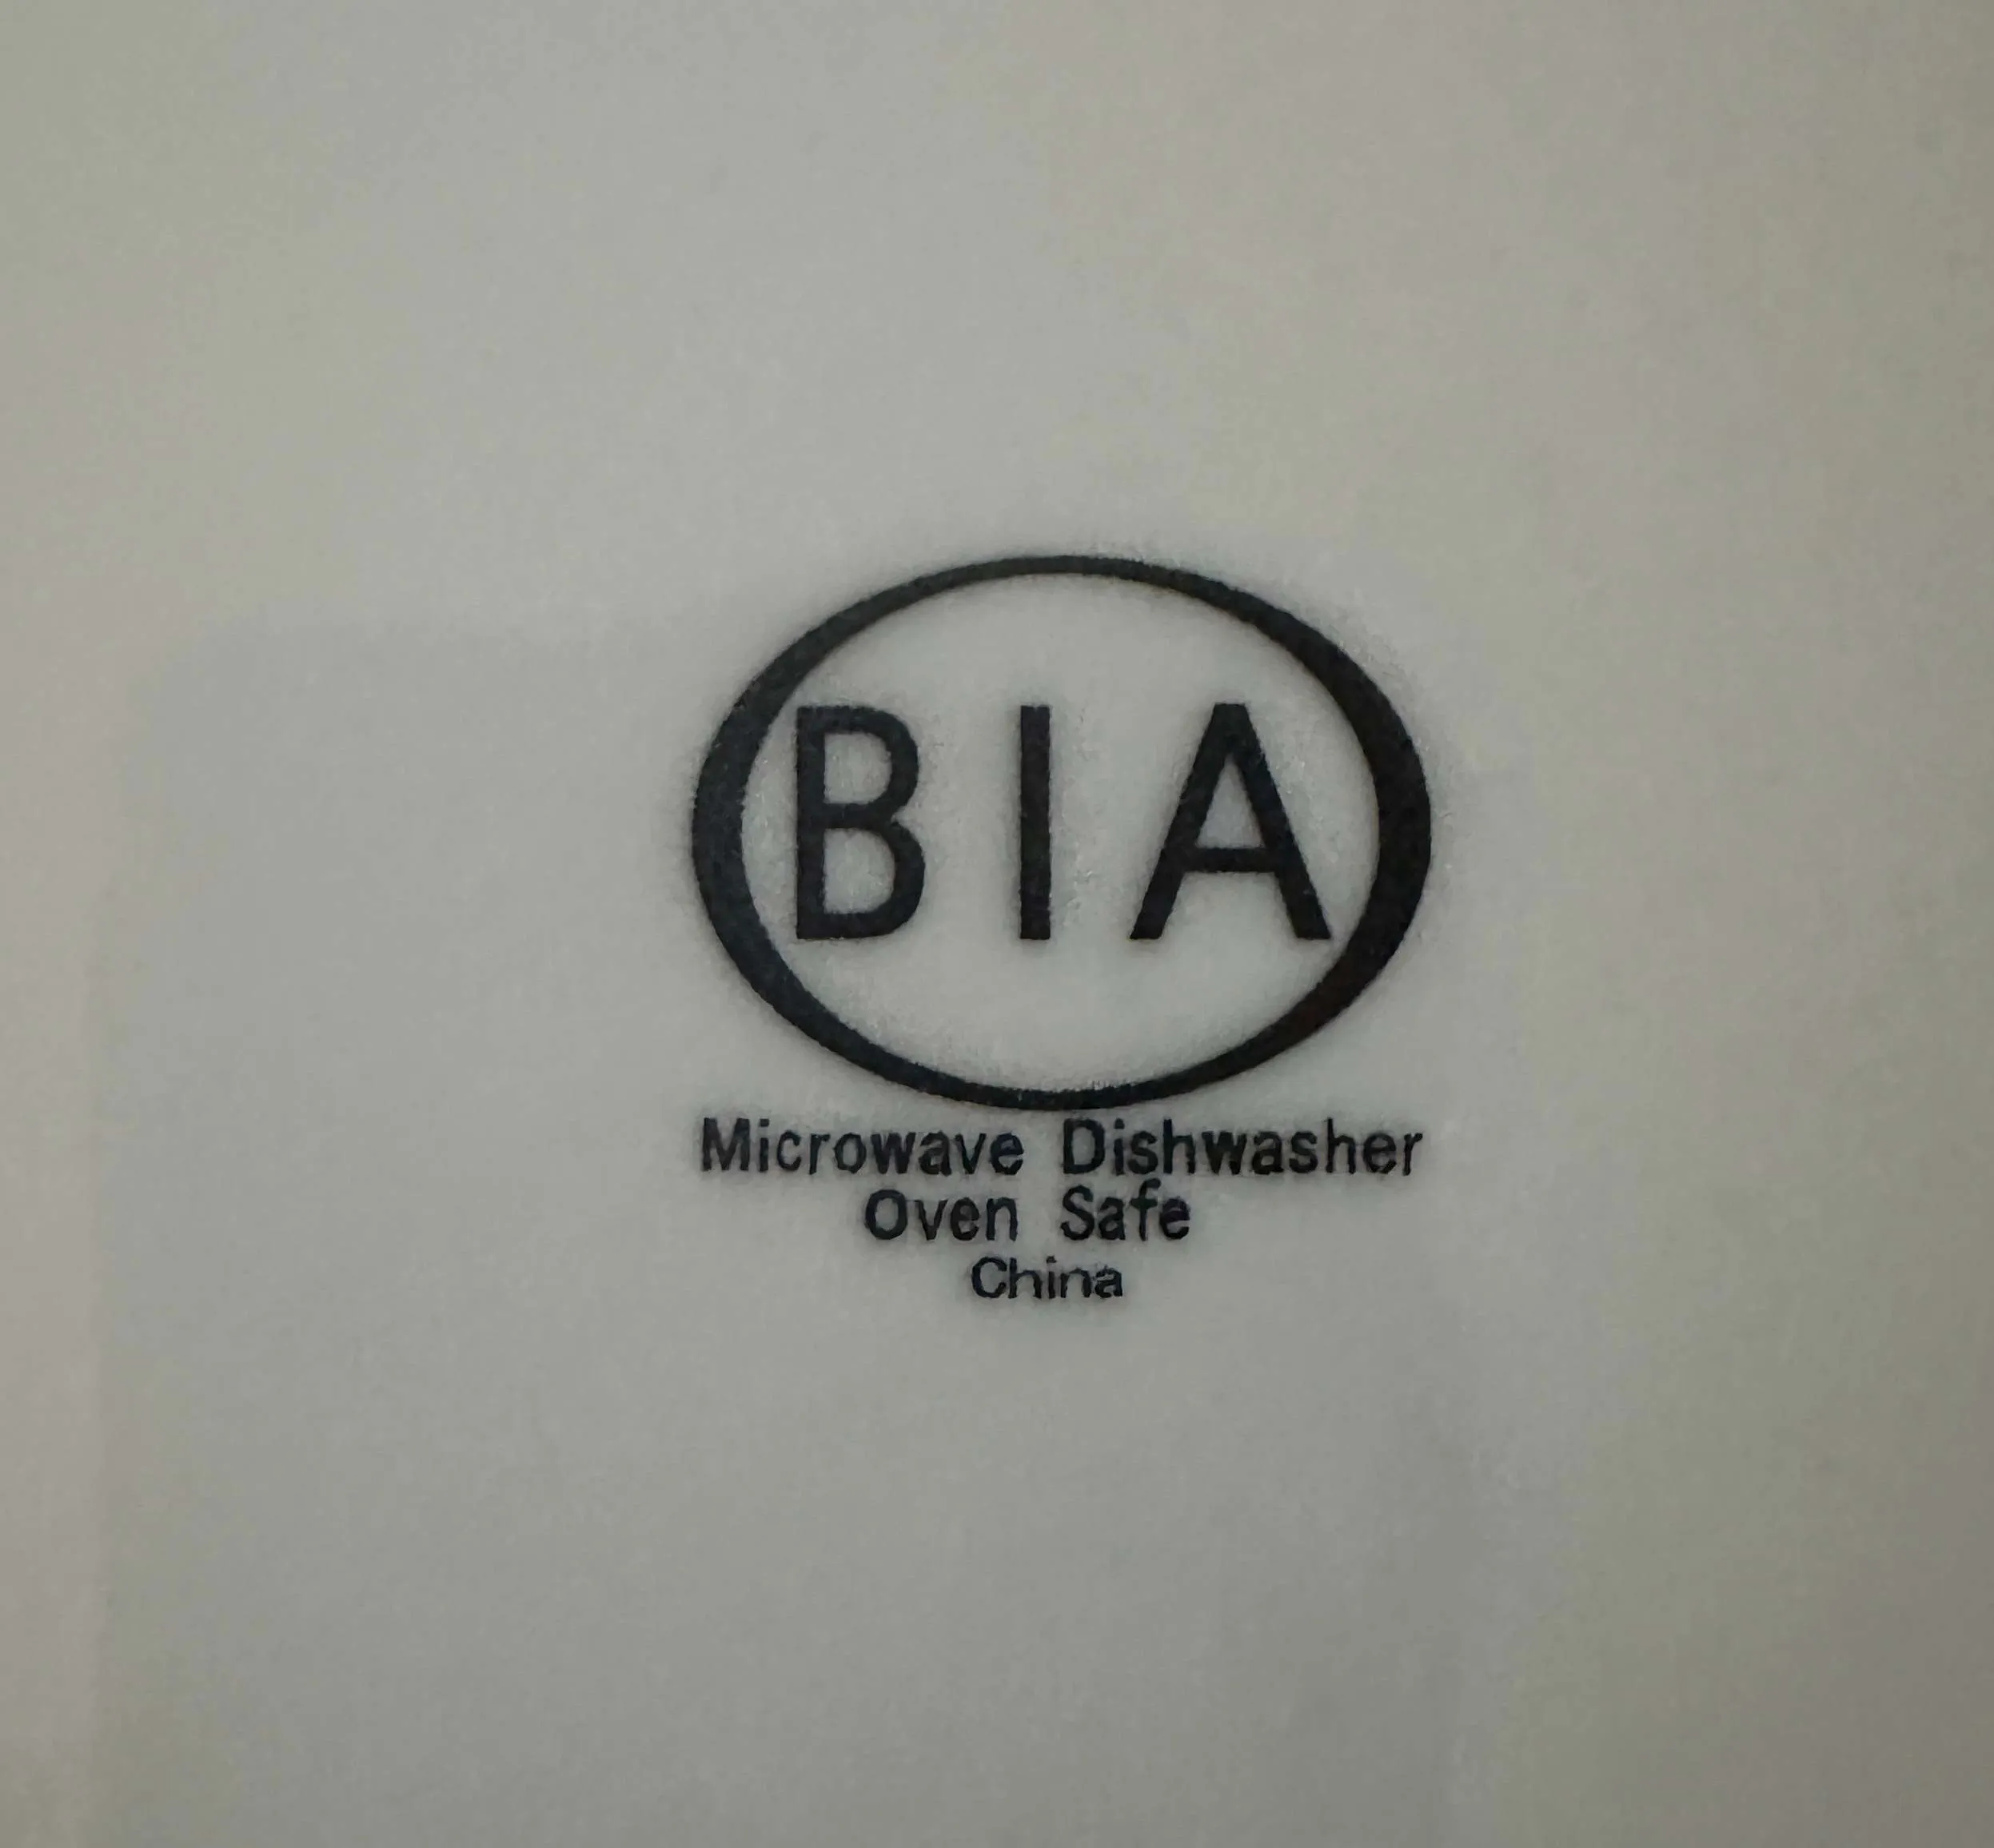 BIA
Microwave Dishwasher
Oven Safe
China